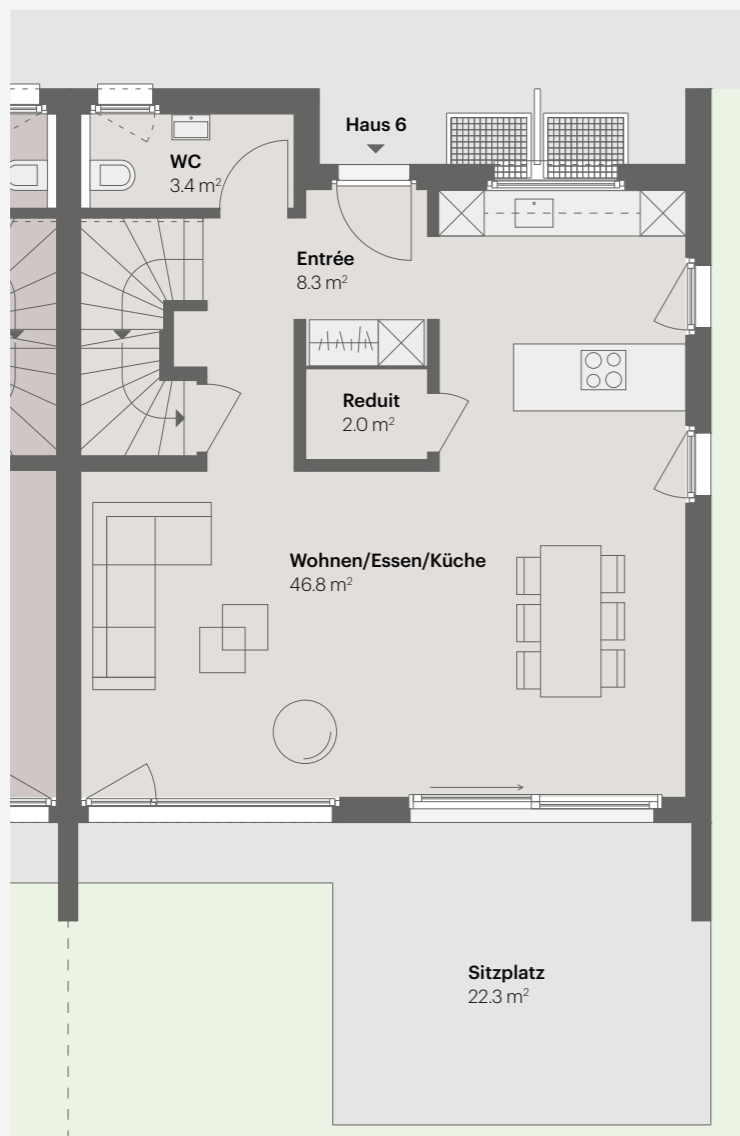 Haus 6
WC
3.4 m²
Entrée
8.3 m²
Reduit
2.0 m²
Wohnen/Essen/Küche
46.8 m²
Sitzplatz
22.3 m²